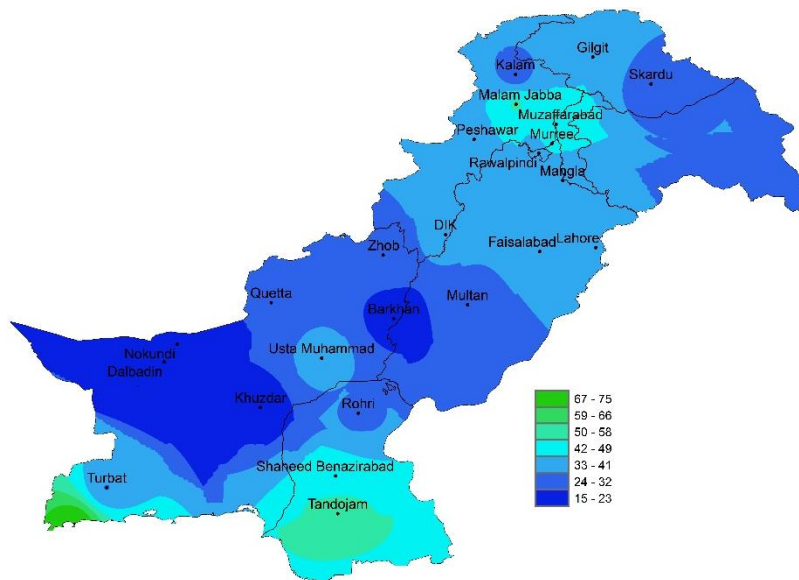 Gilgit
Kalam
Skardu
Malam Jabba
Muzaffarabad
Peshawar
Murree
Rawalpindi
Mangla
DIK
Zhob
Faisalabad
Lahore
Quetta
Barkhan
Multan
Nokundi
Usta Muhammad
Dalbadin
Khuzdar
Rohri
Shaheed Benazirabad
Turbat
Tandojam
67 - 75
59 - 66
50 - 58
42 - 49
33 - 41
24 - 32
15 - 23